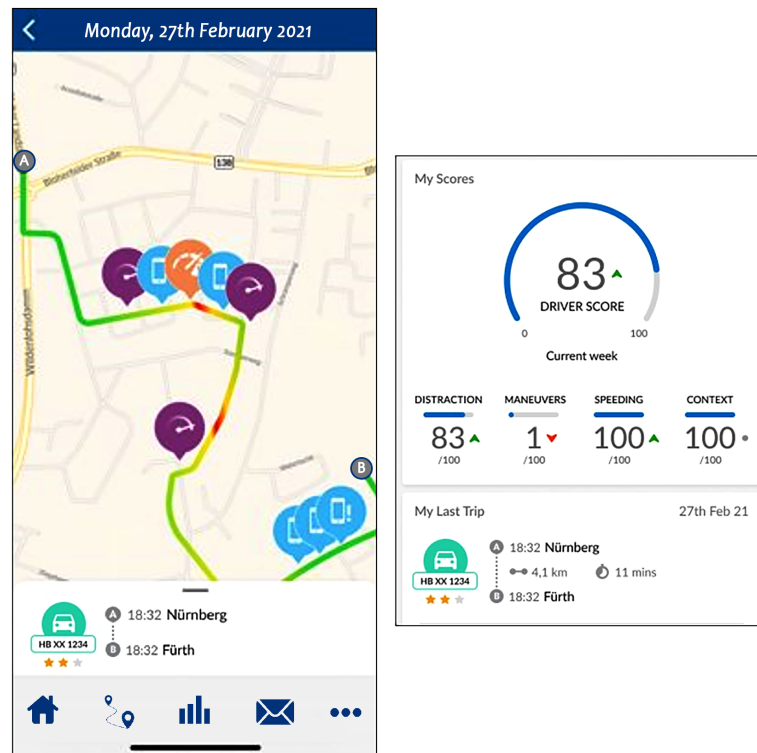 Monday, 27th February 2021
A
Bloherfelder Straße
138
Wildenlohsdamm
B
HB XX 1234
A 18:32 Nürnberg
B 18:32 Fürth
My Scores
83
DRIVER SCORE
0 100
Current week
DISTRACTION MANEUVERS SPEEDING CONTEXT
83 1 100 100
/100 /100 /100 /100
My Last Trip 27th Feb 21
A 18:32 Nürnberg
4,1 km 11 mins
HB XX 1234
B 18:32 Fürth